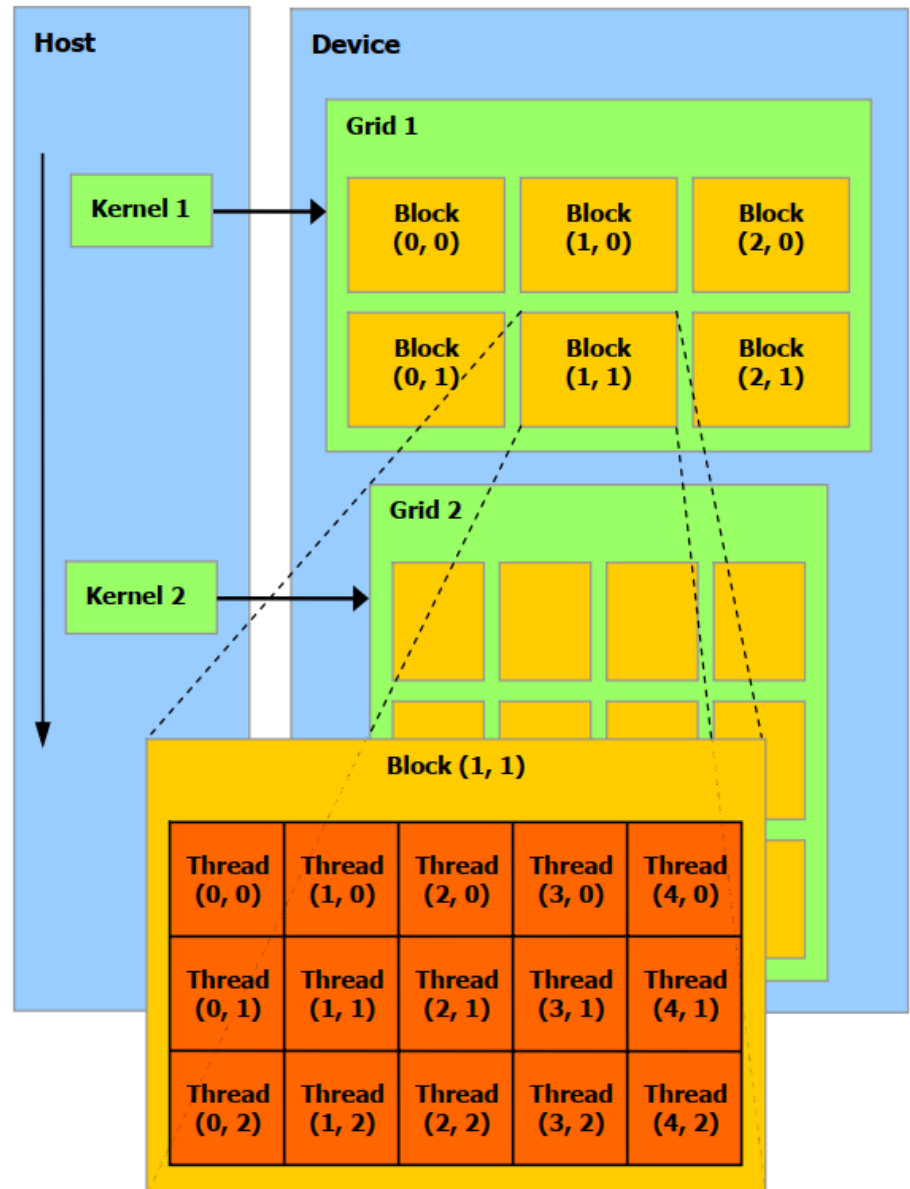 Host
Device
Grid 1
Kernel 1
Block
(0, 0)
Block
(1, 0)
Block
(2, 0)
Block
(0, 1)
Block
(1, 1)
Block
(2, 1)
Grid 2
Kernel 2
Block (1, 1)
Thread
(0, 0)
Thread
(1, 0)
Thread
(2, 0)
Thread
(3, 0)
Thread
(4, 0)
Thread
(0, 1)
Thread
(1, 1)
Thread
(2, 1)
Thread
(3, 1)
Thread
(4, 1)
Thread
(0, 2)
Thread
(1, 2)
Thread
(2, 2)
Thread
(3, 2)
Thread
(4, 2)